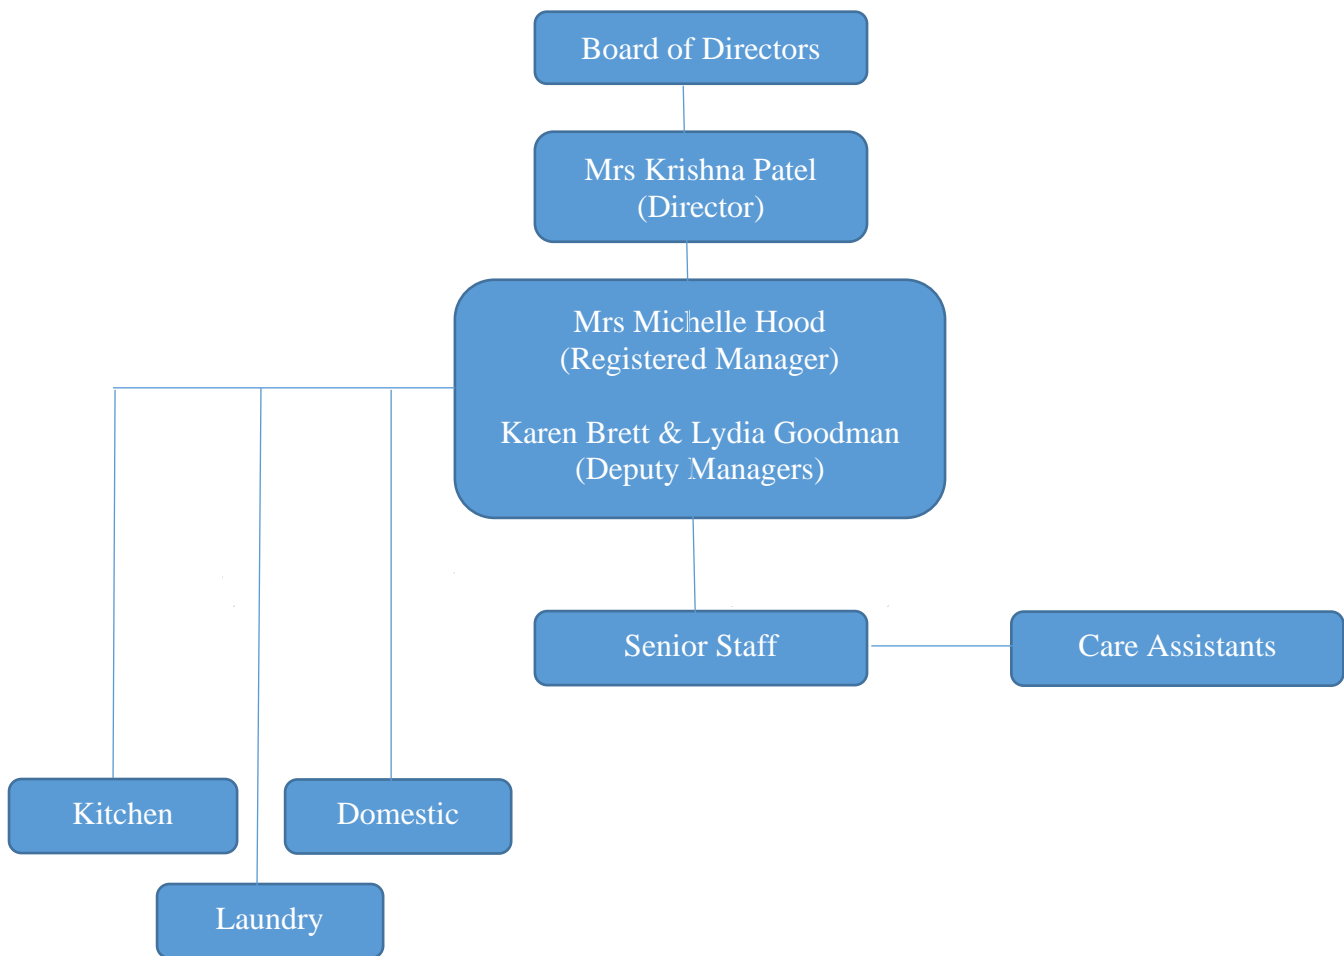 Board of Directors
Mrs Krishna Patel
(Director)
Mrs Michelle Hood
(Registered Manager)
Karen Brett & Lydia Goodman
(Deputy Managers)
Senior Staff
Care Assistants
Kitchen
Domestic
Laundry